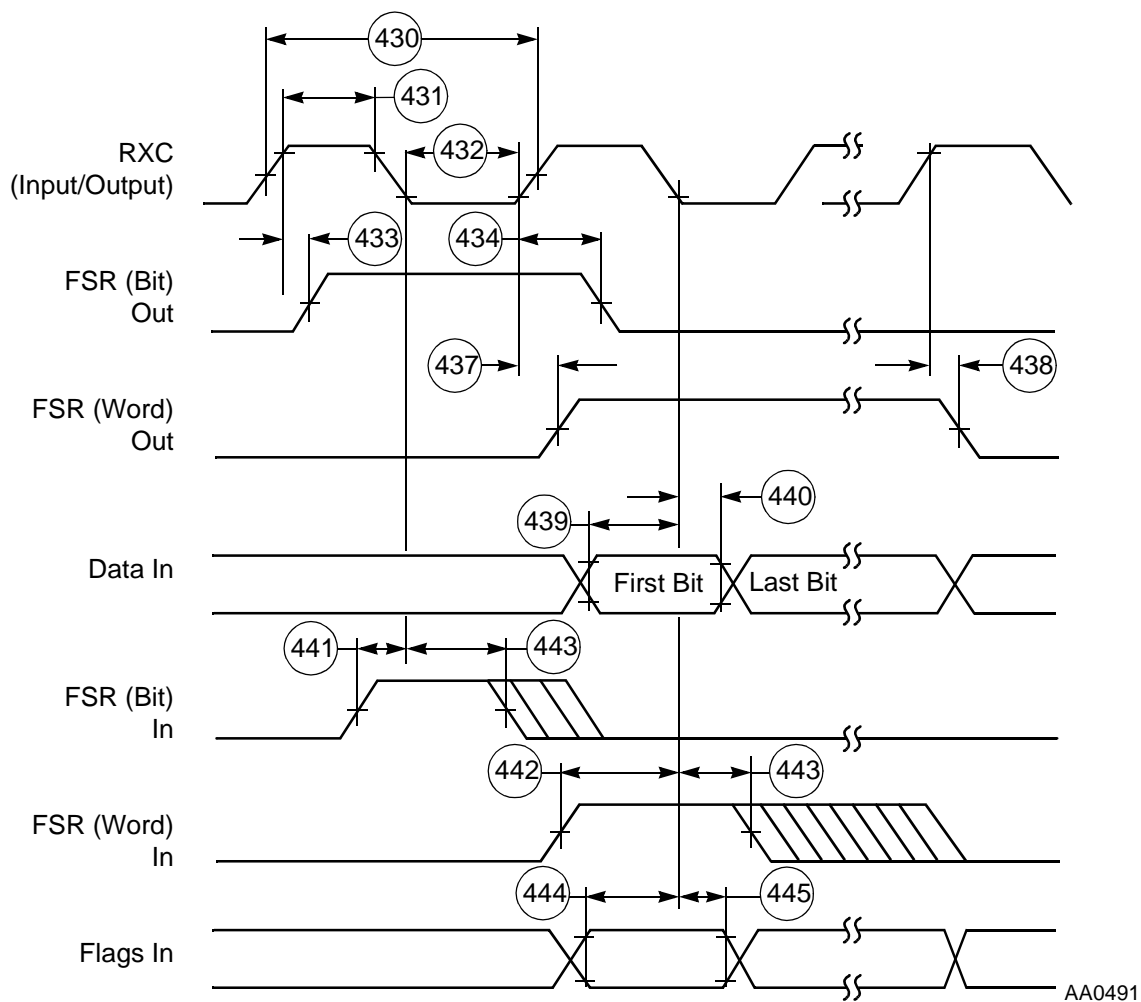 430
431
RXC
(Input/Output)
432
433
434
FSR (Bit)
Out
437
438
FSR (Word)
Out
439
440
Data In
First Bit
Last Bit
441
443
FSR (Bit)
In
442
443
FSR (Word)
In
444
445
Flags In
AA0491